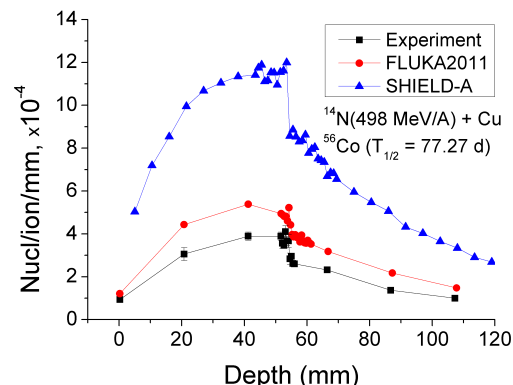 14
12
10
8
6
4
2
0
Nucl/ion/mm, x10⁻⁴
Experiment
FLUKA2011
SHIELD-A
¹⁴N(498 MeV/A) + Cu
⁵⁶Co (T₁/₂ = 77.27 d)
0 20 40 60 80 100 120
Depth (mm)